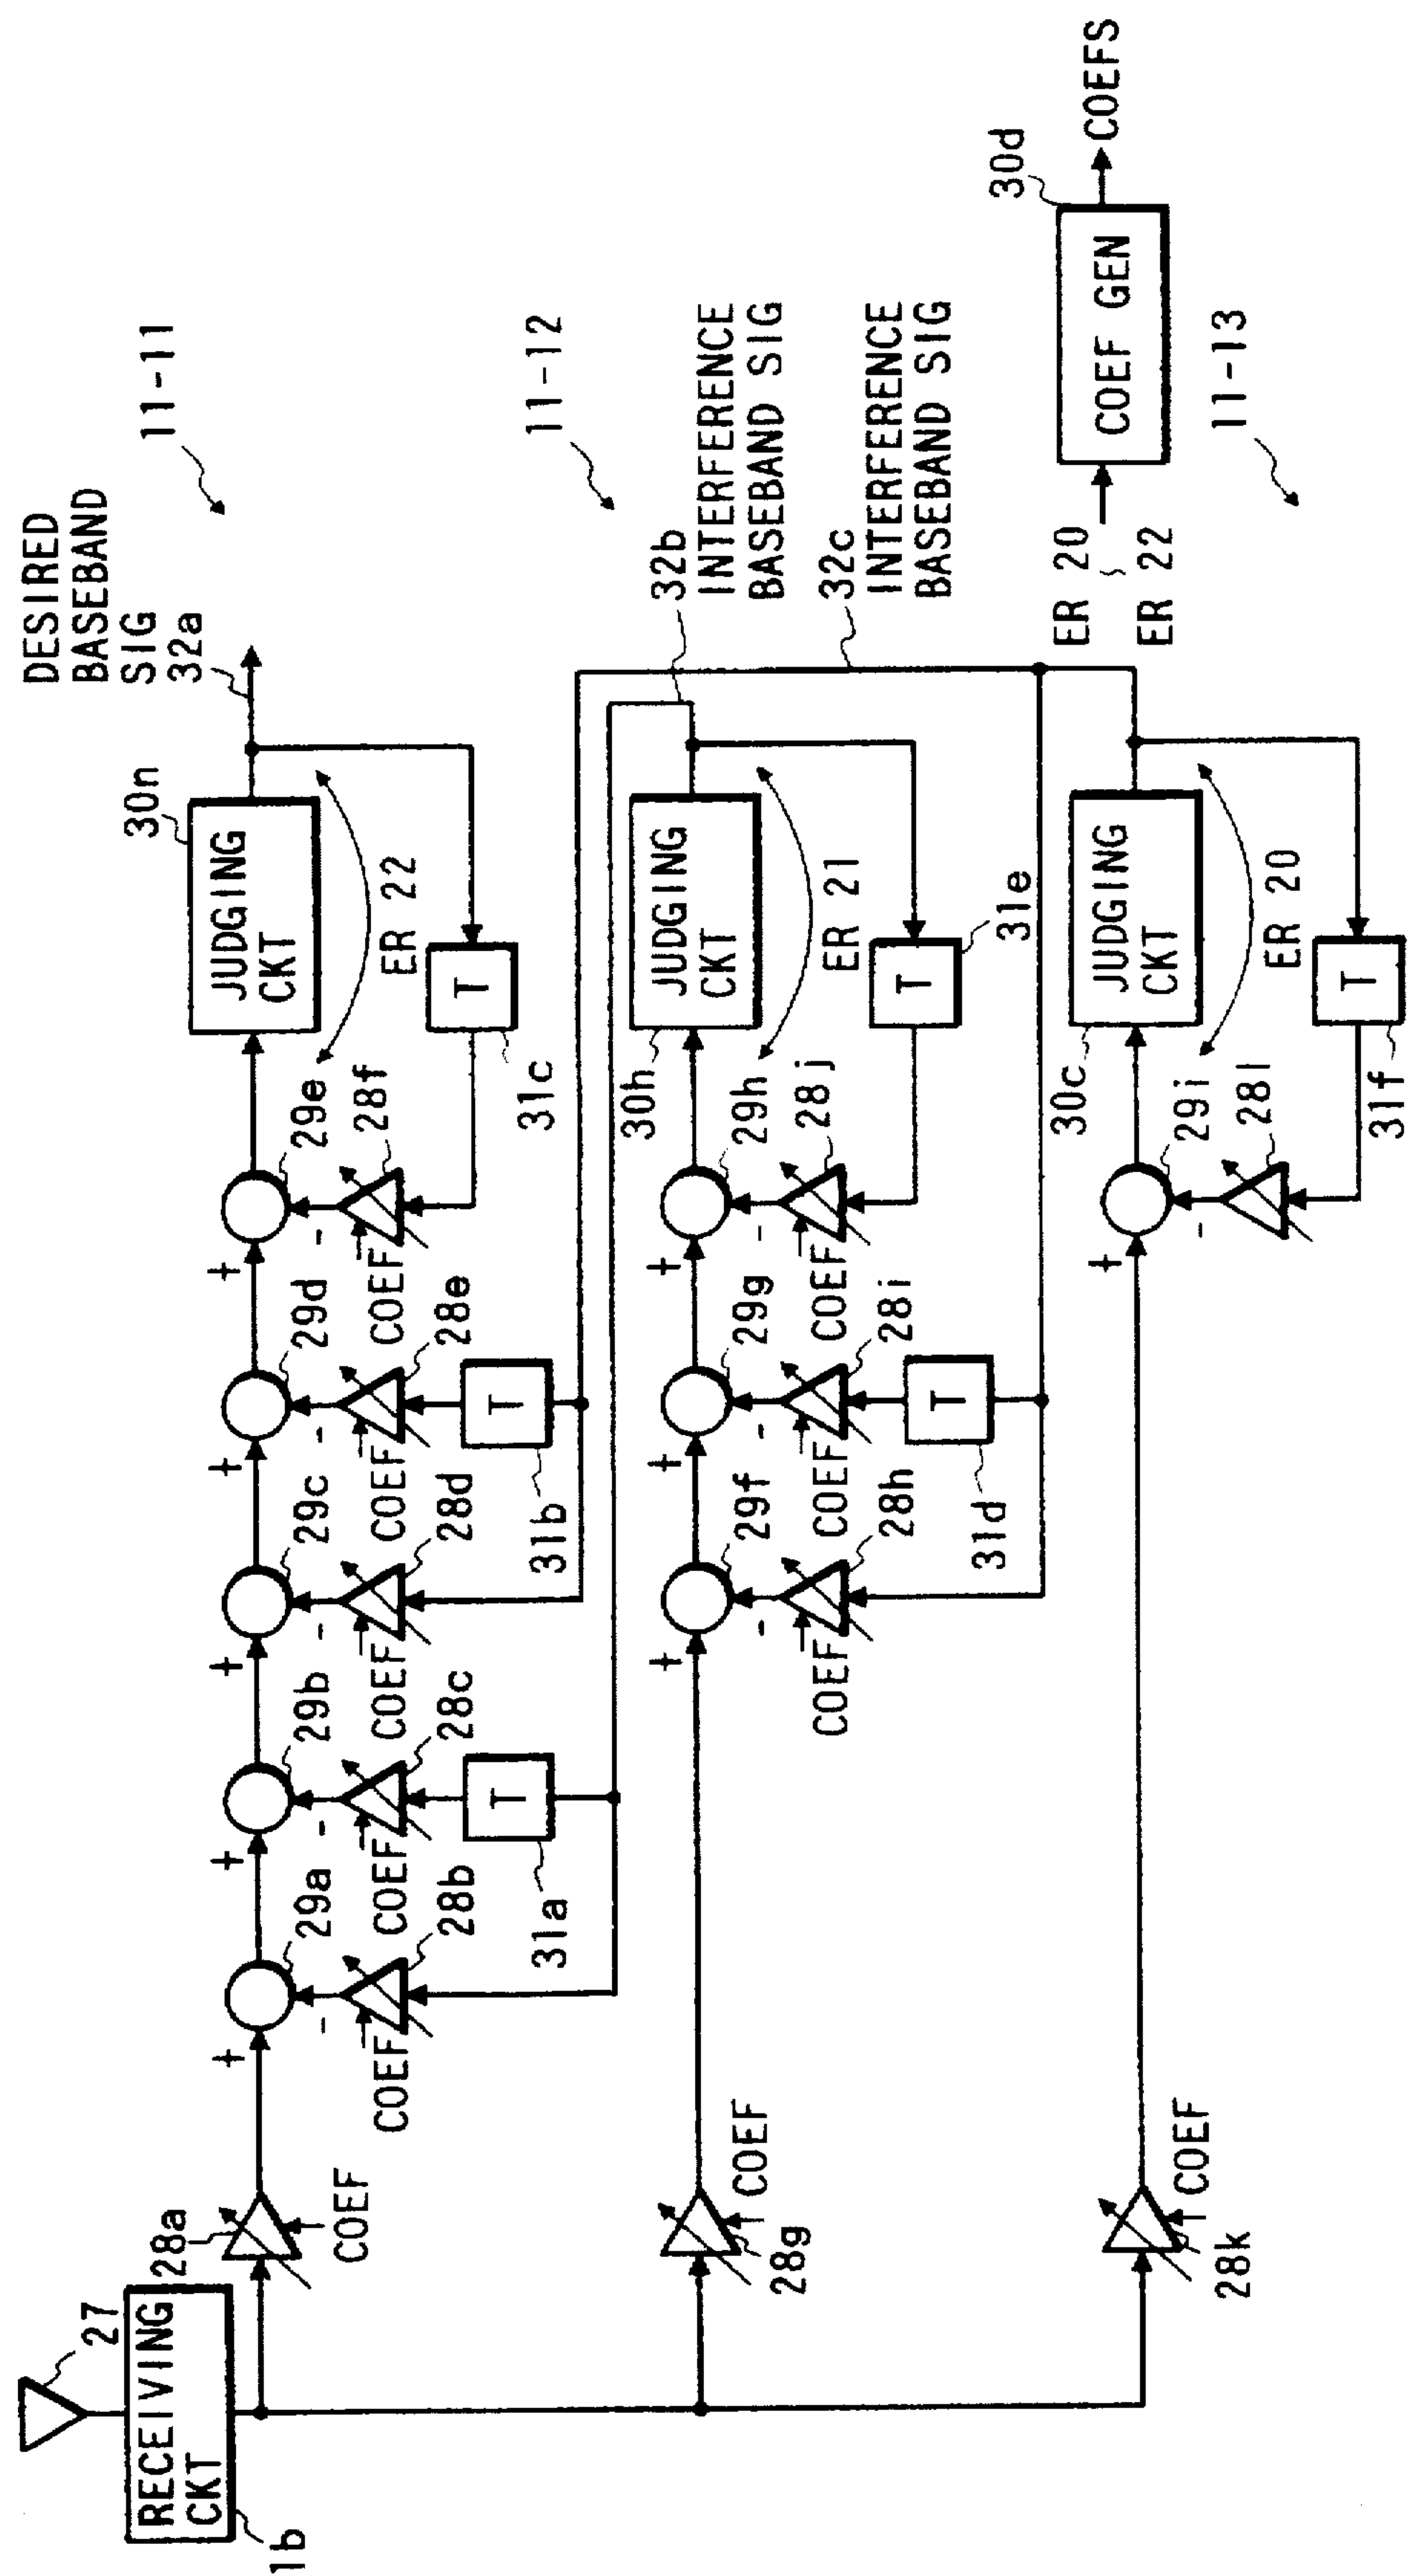 27
RECEIVING
CKT
1b
28a
COEF
+
-
29a
COEF
28b
+
-
29b
COEF
28c
31a
T
+
-
29c
COEF
28d
+
-
29d
COEF
28e
31b
T
+
-
29e
COEF
28f
31c
T
ER 22
30n
JUDGING
CKT
DESIRED
BASEBAND
SIG
32a
11-11
28g
COEF
+
-
29f
COEF
28h
+
-
29g
COEF
28i
31d
T
+
-
29h
COEF
28j
31e
T
ER 21
30h
JUDGING
CKT
32b
INTERFERENCE
BASEBAND SIG
11-12
32c
INTERFERENCE
BASEBAND SIG
28k
COEF
+
-
29i
28l
31f
T
ER 20
30c
JUDGING
CKT
ER 20
~
ER 22
COEF GEN
30d
COEFS
11-13